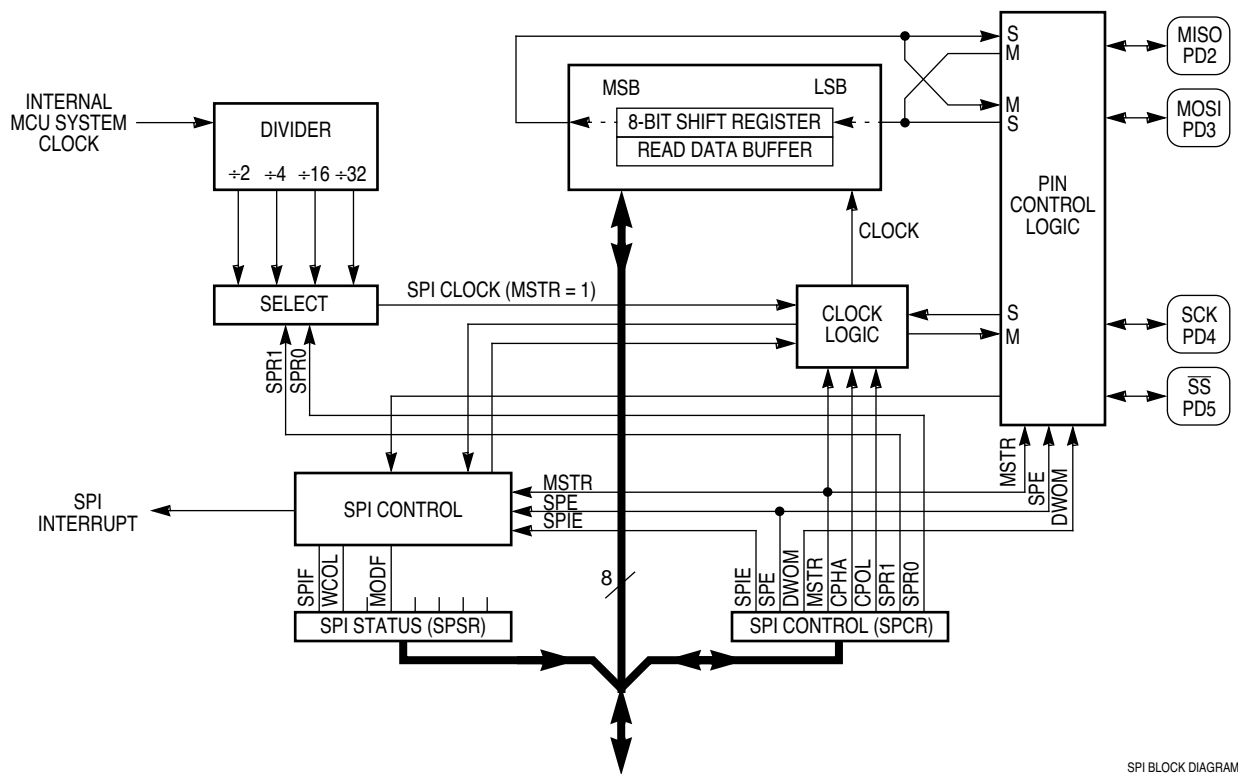 INTERNAL
MCU SYSTEM
CLOCK
DIVIDER
÷2 ÷4 ÷16 ÷32
SELECT
SPR1
SPR0
SPI CLOCK (MSTR = 1)
MSB
LSB
8-BIT SHIFT REGISTER
READ DATA BUFFER
CLOCK
CLOCK
LOGIC
S
M
M
S
PIN
CONTROL
LOGIC
S
M
MISO
PD2
MOSI
PD3
SCK
PD4
SS
PD5
MSTR
SPE
DWOM
SPI
INTERRUPT
SPI CONTROL
MSTR
SPE
SPIE
SPIF
WCOL
MODF
SPI STATUS (SPSR)
8
SPIE
SPE
DWOM
MSTR
CPHA
CPOL
SPR1
SPR0
SPI CONTROL (SPCR)
SPI BLOCK DIAGRAM